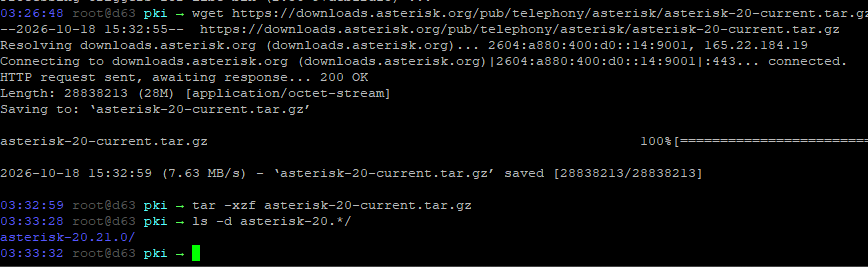 03:26:48 root@d63 pki → wget https://downloads.asterisk.org/pub/telephony/asterisk/asterisk-20-current.tar.gz
--2026-10-18 15:32:55-- https://downloads.asterisk.org/pub/telephony/asterisk/asterisk-20-current.tar.gz
Resolving downloads.asterisk.org (downloads.asterisk.org)... 2604:a880:400:d0::14:9001, 165.22.184.19
Connecting to downloads.asterisk.org (downloads.asterisk.org)|2604:a880:400:d0::14:9001|:443... connected.
HTTP request sent, awaiting response... 200 OK
Length: 28838213 (28M) [application/octet-stream]
Saving to: ‘asterisk-20-current.tar.gz’
asterisk-20-current.tar.gz 100%[========================
2026-10-18 15:32:59 (7.63 MB/s) - ‘asterisk-20-current.tar.gz’ saved [28838213/28838213]
03:32:59 root@d63 pki → tar -xzf asterisk-20-current.tar.gz
03:33:28 root@d63 pki → ls -d asterisk-20.*/
asterisk-20.21.0/
03:33:32 root@d63 pki →